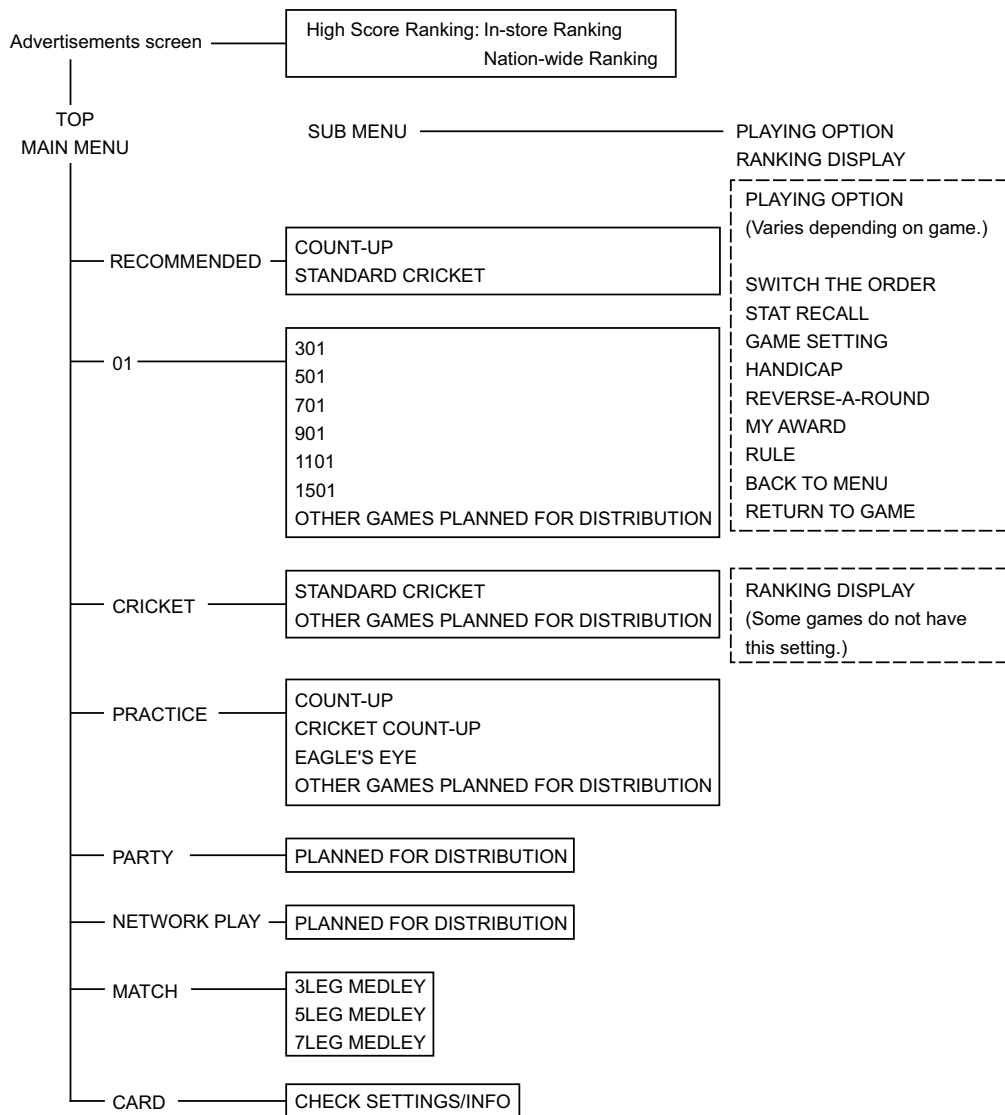 Advertisements screen
High Score Ranking: In-store Ranking
Nation-wide Ranking
TOP
MAIN MENU
SUB MENU
PLAYING OPTION
RANKING DISPLAY
RECOMMENDED
COUNT-UP
STANDARD CRICKET
01
301
501
701
901
1101
1501
OTHER GAMES PLANNED FOR DISTRIBUTION
PLAYING OPTION
(Varies depending on game.)
SWITCH THE ORDER
STAT RECALL
GAME SETTING
HANDICAP
REVERSE-A-ROUND
MY AWARD
RULE
BACK TO MENU
RETURN TO GAME
CRICKET
STANDARD CRICKET
OTHER GAMES PLANNED FOR DISTRIBUTION
RANKING DISPLAY
(Some games do not have
this setting.)
PRACTICE
COUNT-UP
CRICKET COUNT-UP
EAGLE'S EYE
OTHER GAMES PLANNED FOR DISTRIBUTION
PARTY
PLANNED FOR DISTRIBUTION
NETWORK PLAY
PLANNED FOR DISTRIBUTION
MATCH
3LEG MEDLEY
5LEG MEDLEY
7LEG MEDLEY
CARD
CHECK SETTINGS/INFO